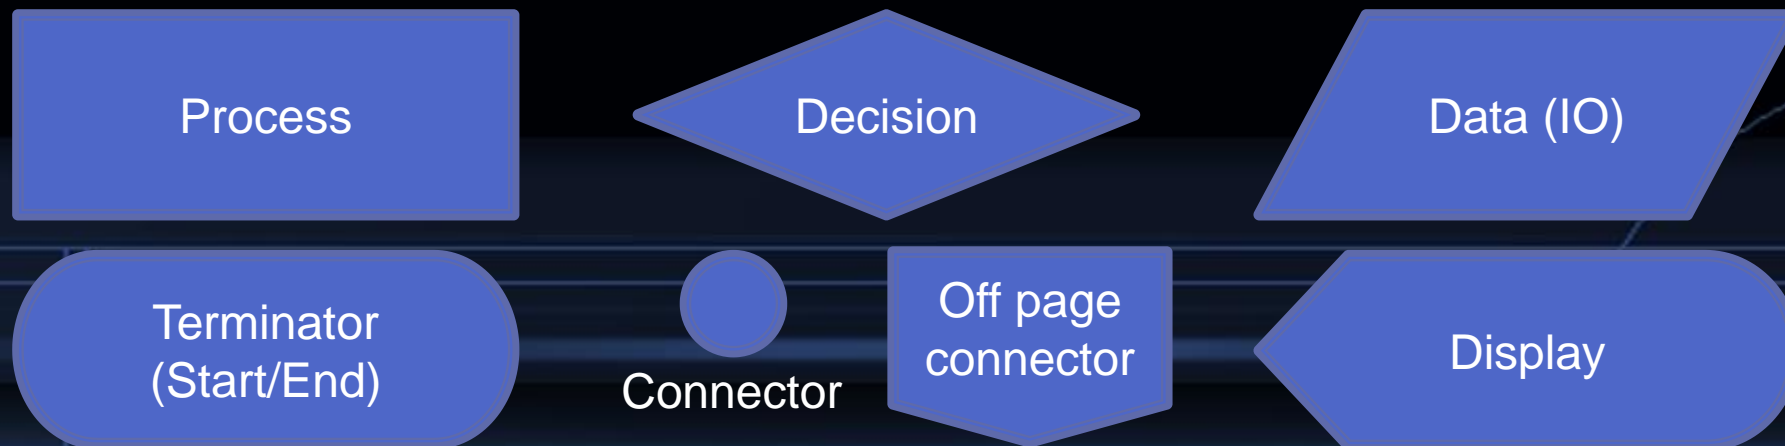 Process
Decision
Data (IO)
Terminator
(Start/End)
Connector
Off page
connector
Display